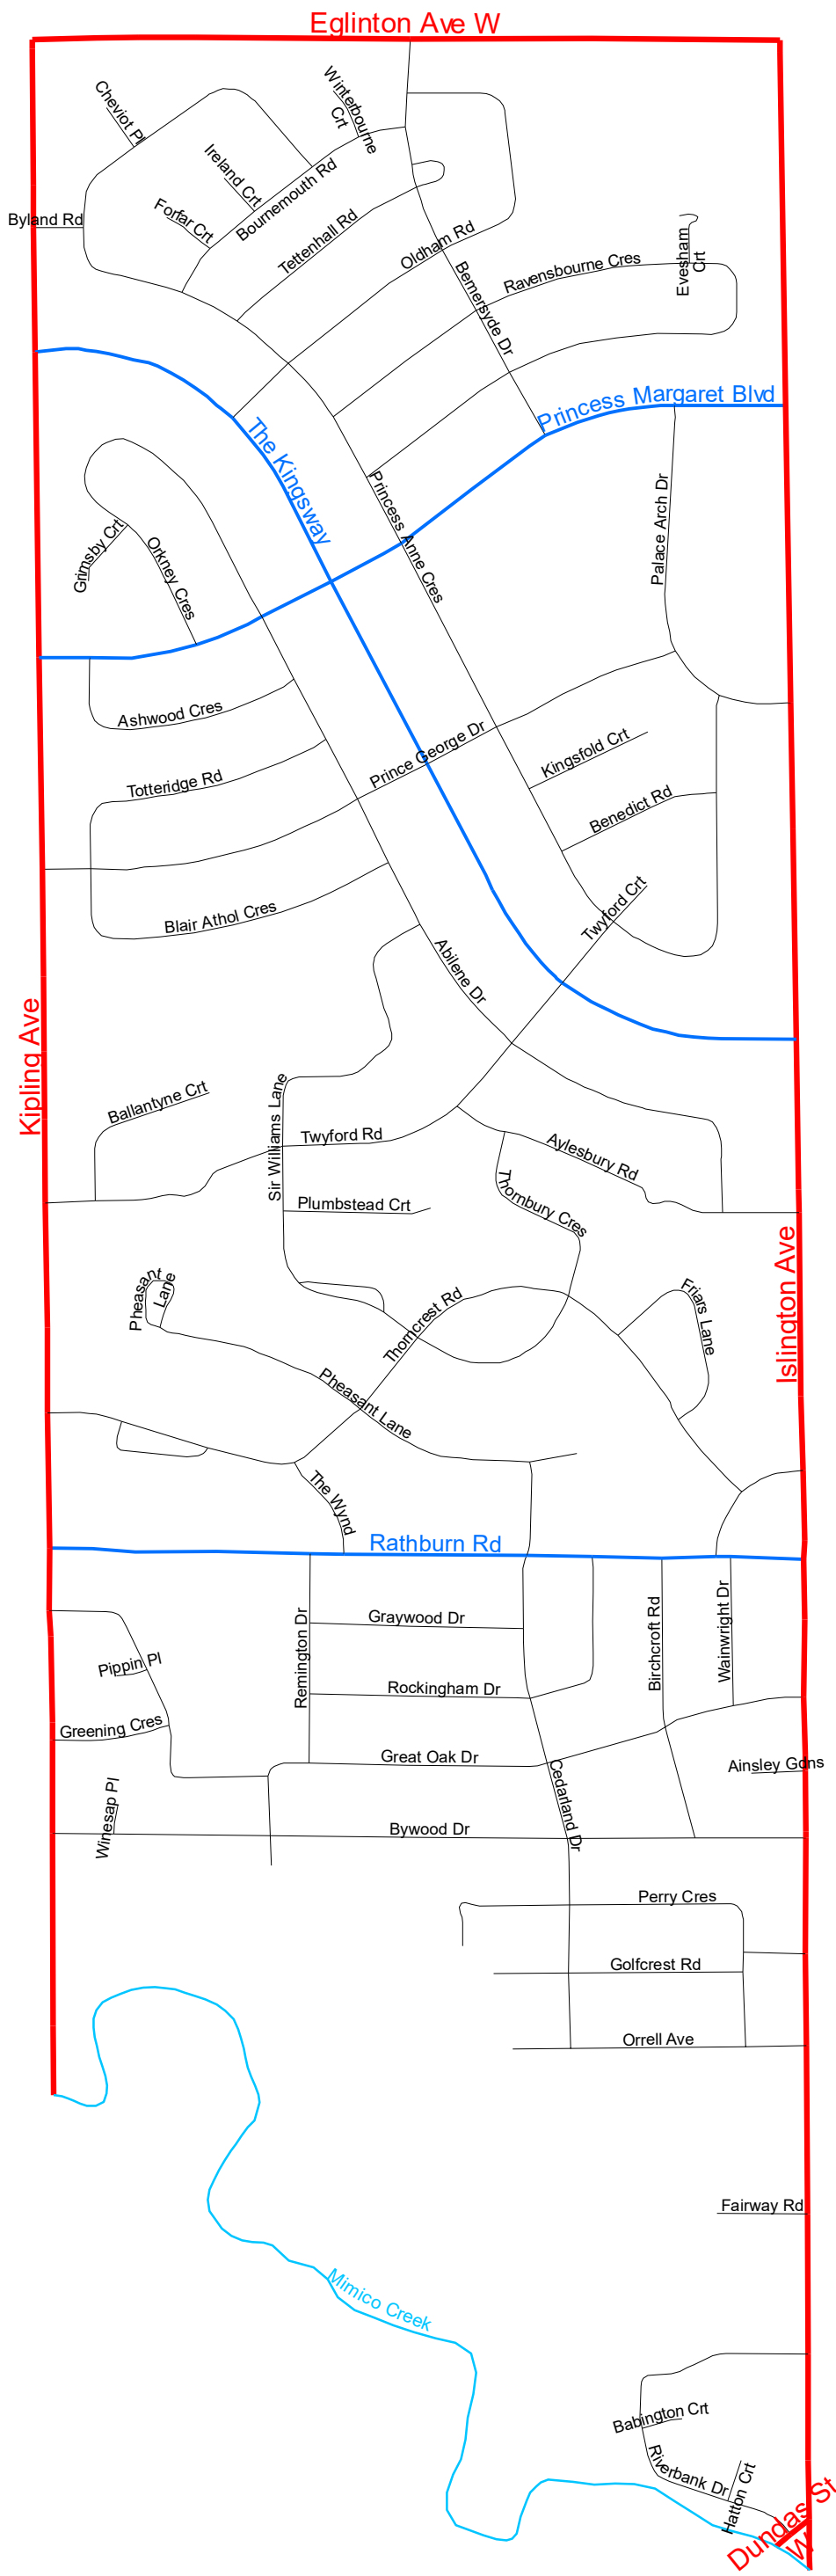 Eglinton Ave W
Cheviot Pl
Winterbourne
Crt
Ireland Crt
Bournemouth Rd
Forfar Crt
Byland Rd
Tettenhall Rd
Oldham Rd
Evesham
Crt
Ravensbourne Cres
Bemersyde Dr
Princess Margaret Blvd
The Kingsway
Princess Anne Cres
Palace Arch Dr
Grimsby Crt
Orkney Cres
Ashwood Cres
Prince George Dr
Kingsfold Crt
Totteridge Rd
Benedict Rd
Blair Athol Cres
Twyford Crt
Abilene Dr
Kipling Ave
Ballantyne Crt
Sir Williams Lane
Twyford Rd
Aylesbury Rd
Plumbstead Crt
Thornbury Cres
Islington Ave
Pheasant
Lane
Thorncrest Rd
Friars Lane
Pheasant Lane
The Wynd
Rathburn Rd
Remington Dr
Graywood Dr
Birchcroft Rd
Wainwright Dr
Pippin Pl
Rockingham Dr
Greening Cres
Great Oak Dr
Ainsley Gdns
Cedarland Dr
Winesap Pl
Bywood Dr
Perry Cres
Golfcrest Rd
Orrell Ave
Fairway Rd
Mimico Creek
Babington Crt
Riverbank Dr
Hatton Crt
Dundas St
W